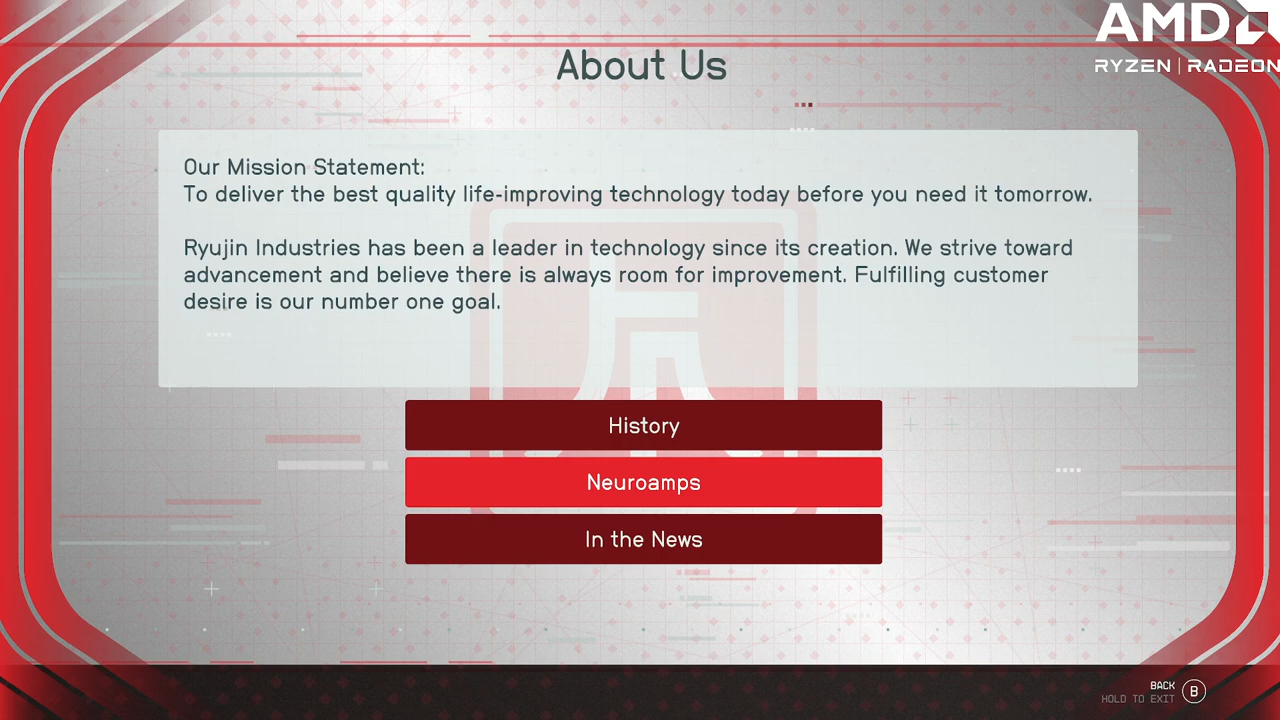 AMD
RYZEN | RADEON
About Us
Our Mission Statement:
To deliver the best quality life-improving technology today before you need it tomorrow.
Ryujin Industries has been a leader in technology since its creation. We strive toward
advancement and believe there is always room for improvement. Fulfilling customer
desire is our number one goal.
History
Neuroamps
In the News
BACK
HOLD TO EXIT
B